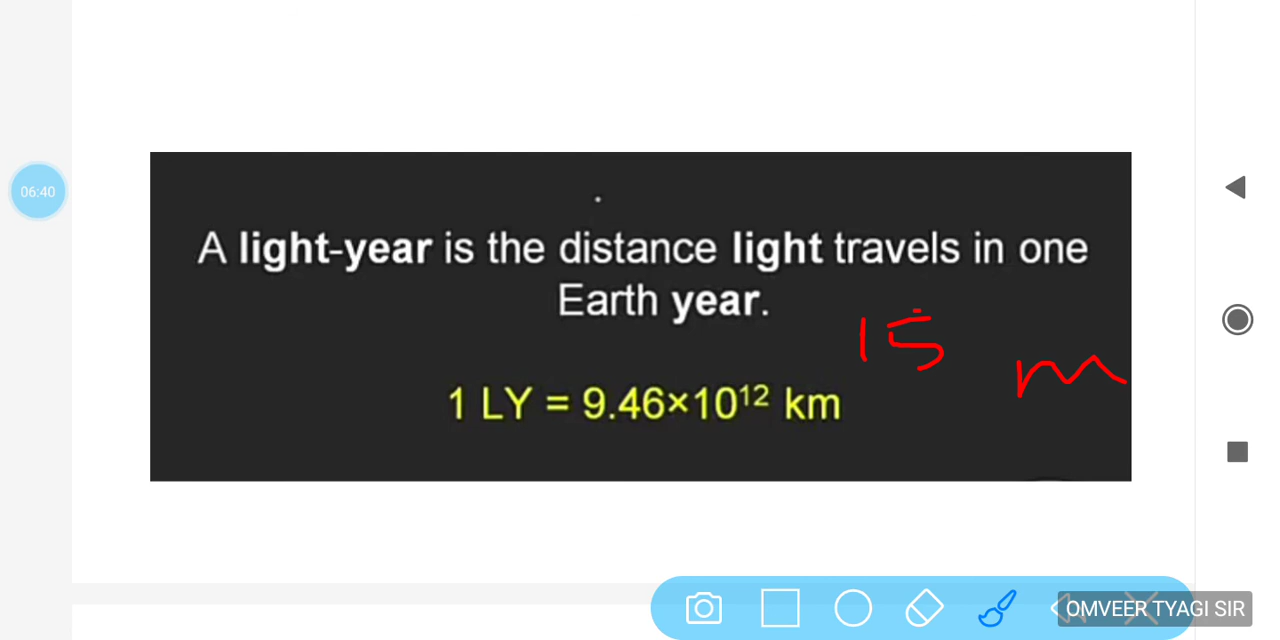 06:40
A light-year is the distance light travels in one
Earth year.
15
m
1 LY = 9.46×10¹² km
OMVEER TYAGI SIR